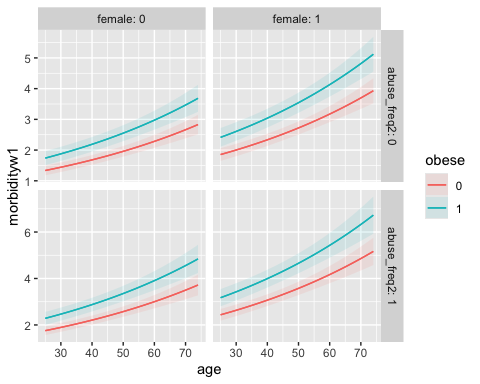 female: 0
female: 1
5
4
3
2
1
abuse_freq2: 0
morbidityw1
6
4
2
abuse_freq2: 1
30 40 50 60 70
30 40 50 60 70
age
obese
0
1